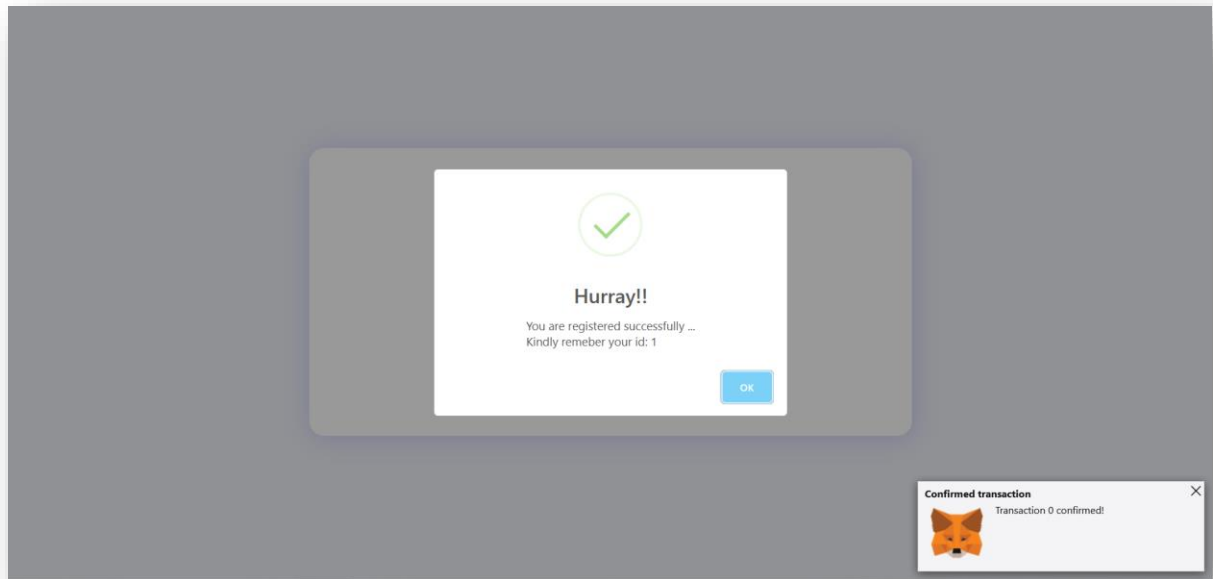 Hurray!!
You are registered successfully ...
Kindly remeber your id: 1
OK
Confirmed transaction
Transaction 0 confirmed!